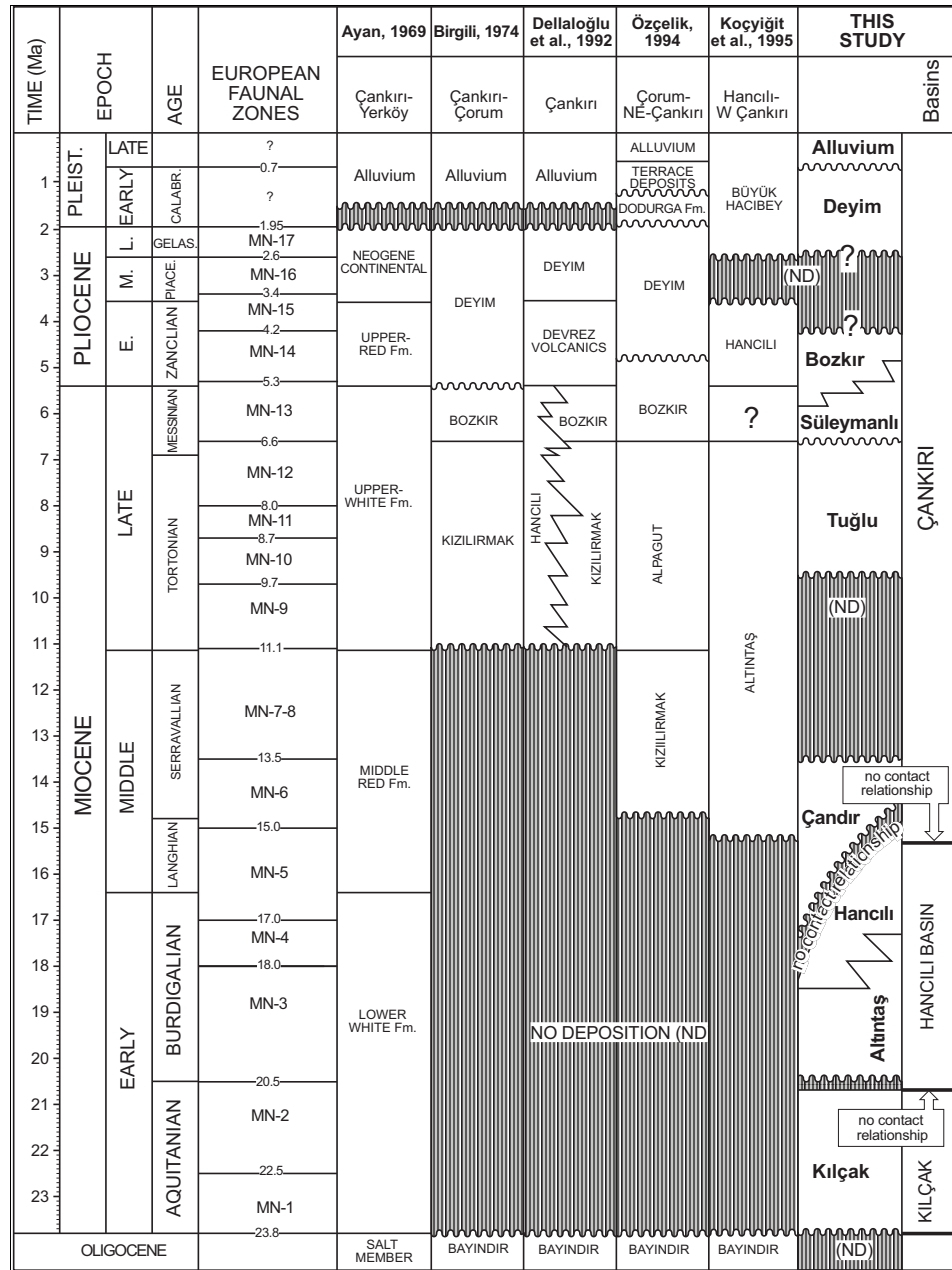 TIME (Ma)
EPOCH
AGE
EUROPEAN
FAUNAL
ZONES
Ayan, 1969
Birgili, 1974
Dellaloğlu
et al., 1992
Özçelik,
1994
Koçyiğit
et al., 1995
THIS
STUDY
Çankırı-
Yerköy
Çankırı-
Çorum
Çankırı
Çorum-
NE-Çankırı
Hancılı-
W Çankırı
Basins
1
2
3
4
5
6
7
8
9
10
11
12
13
14
15
16
17
18
19
20
21
22
23
PLEIST.
PLIOCENE
MIOCENE
OLIGOCENE
LATE
EARLY
L.
M.
E.
LATE
MIDDLE
EARLY
CALABR.
GELAS.
PIACE.
ZANCLIAN
MESSINIAN
TORTONIAN
SERRAVALLIAN
LANGHIAN
BURDIGALIAN
AQUITANIAN
?
0.7
?
1.95
MN-17
2.6
MN-16
3.4
MN-15
4.2
MN-14
5.3
MN-13
6.6
MN-12
8.0
MN-11
8.7
MN-10
9.7
MN-9
11.1
MN-7-8
13.5
MN-6
15.0
MN-5
17.0
MN-4
18.0
MN-3
20.5
MN-2
22.5
MN-1
23.8
Alluvium
NEOGENE
CONTINENTAL
UPPER-
RED Fm.
UPPER-
WHITE Fm.
MIDDLE
RED Fm.
LOWER
WHITE Fm.
SALT
MEMBER
Alluvium
DEYIM
BOZKIR
KIZILIRMAK
BAYINDIR
Alluvium
DEYIM
DEVREZ
VOLCANICS
BOZKIR
HANCILI
KIZILIRMAK
NO DEPOSITION (ND
BAYINDIR
ALLUVIUM
TERRACE
DEPOSITS
DODURGA Fm.
DEYIM
BOZKIR
ALPAGUT
KIZIILIRMAK
BAYINDIR
BÜYÜK
HACIBEY
(ND)
HANCILI
?
ALTINTAŞ
BAYINDIR
Alluvium
Deyim
?
?
Bozkır
Süleymanlı
Tuğlu
(ND)
Çandır
no contact relationship
Hancılı
Altıntaş
Kılçak
(ND)
ÇANKIRI
no contact
relationship
HANCILI BASIN
no contact
relationship
KILÇAK